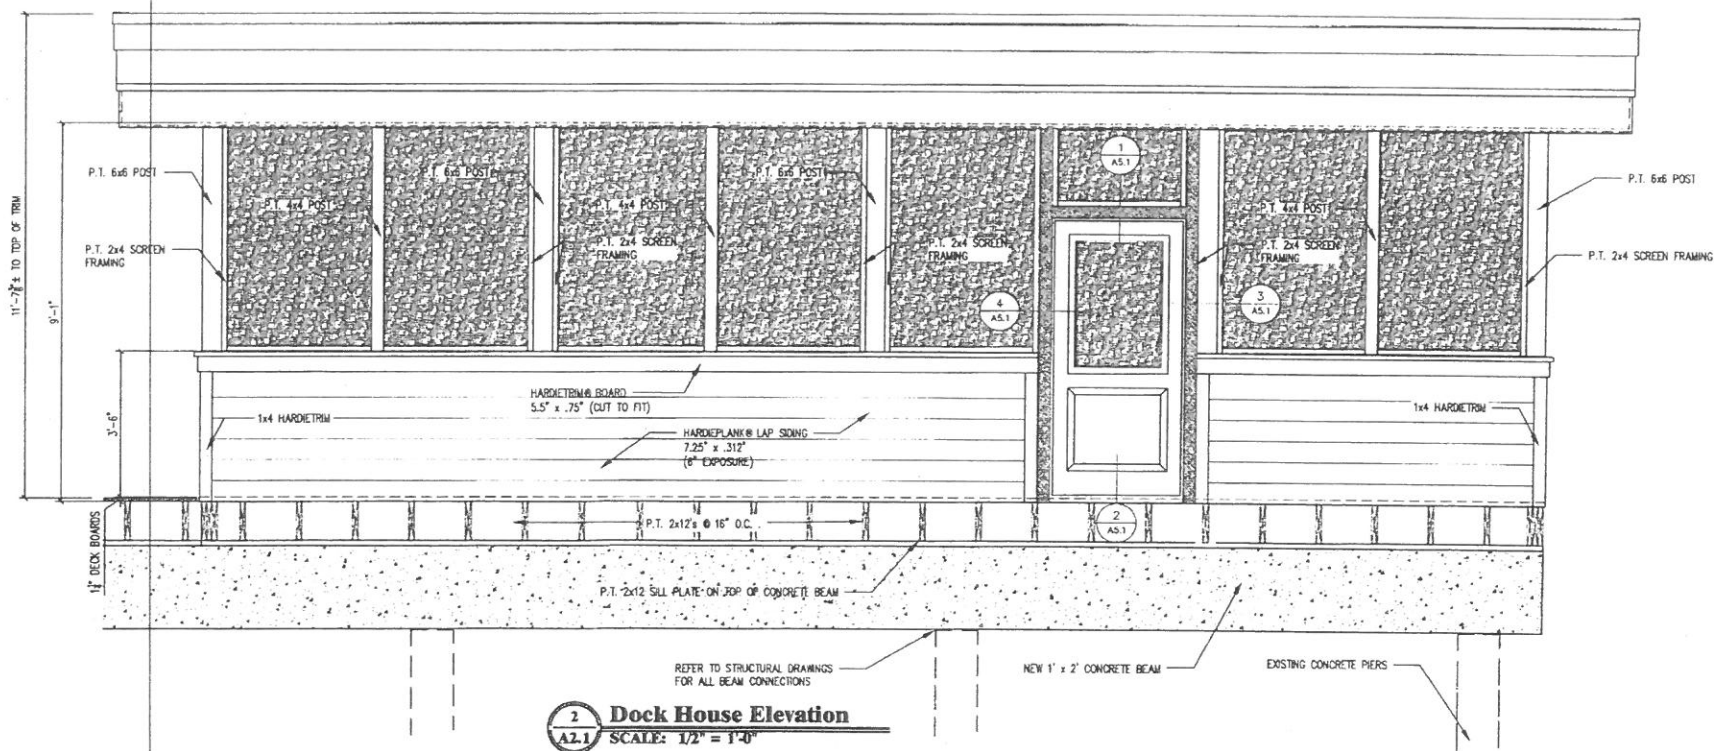 P.T. 6x6 POST
P.T. 4x4 POST
P.T. 2x4 SCREEN
FRAMING
P.T. 6x6 POST
P.T. 4x4 POST
P.T. 2x4 SCREEN
FRAMING
P.T. 6x6 POST
P.T. 2x4 SCREEN
FRAMING
1
A5.1
P.T. 4x4 POST
P.T. 2x4 SCREEN
FRAMING
P.T. 6x6 POST
P.T. 2x4 SCREEN FRAMING
4
A5.1
3
A5.1
11'-7⅞"± TO TOP OF TRIM
9'-1"
3'-6"
1x4 HARDIETRIM
HARDIETRIM® BOARD
5.5" x .75" (CUT TO FIT)
HARDIEPLANK® LAP SIDING
7.25" x .312"
(6" EXPOSURE)
1x4 HARDIETRIM
1¼" DECK BOARDS
P.T. 2x12's @ 16" O.C.
2
A5.1
P.T. 2x12 SILL PLATE ON TOP OF CONCRETE BEAM
REFER TO STRUCTURAL DRAWINGS
FOR ALL BEAM CONNECTIONS
NEW 1' x 2' CONCRETE BEAM
EXISTING CONCRETE PIERS
2
A2.1
Dock House Elevation
SCALE: 1/2" = 1'-0"